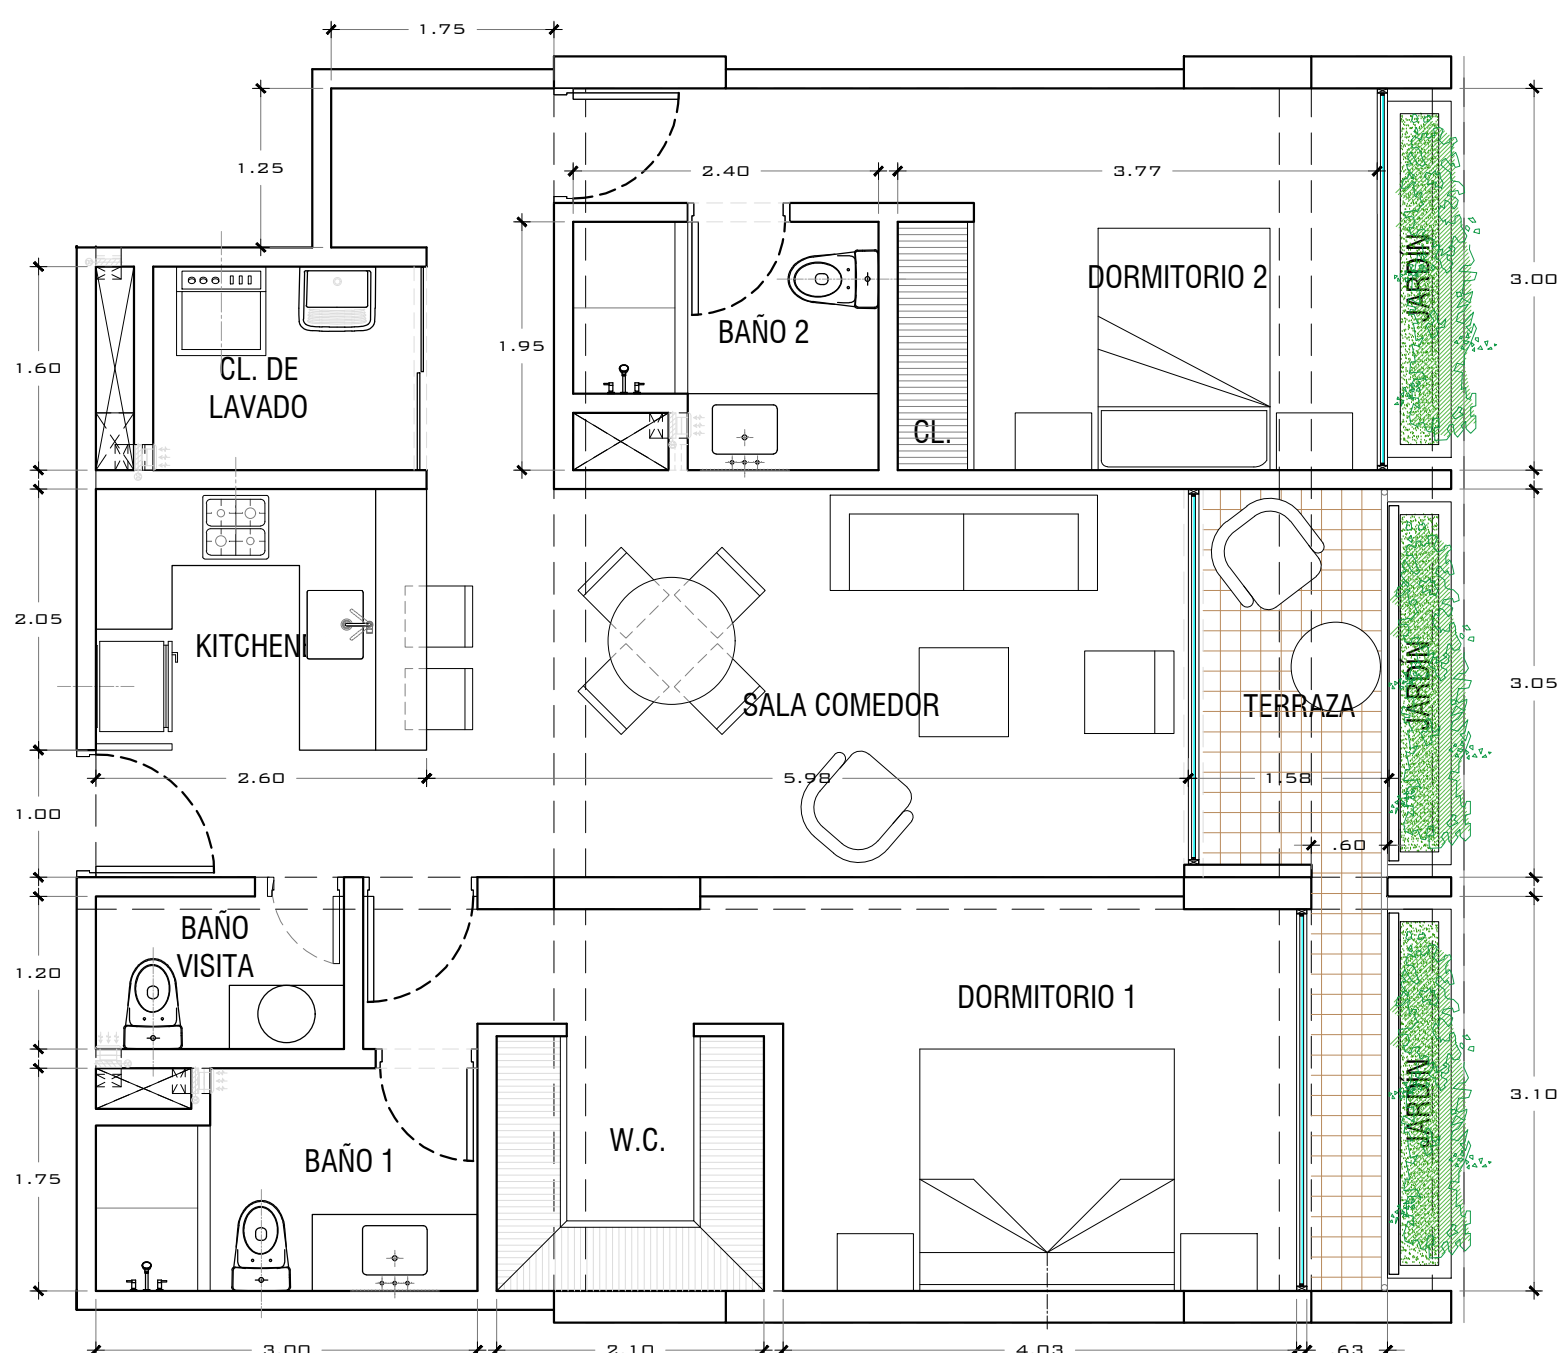 1.75
1.25
2.40
3.77
DORMITORIO 2
JARDIN
3.00
1.95
BAÑO 2
1.60
CL. DE
LAVADO
CL.
2.05
KITCHENE
SALA COMEDOR
TERRAZA
JARDIN
3.05
2.60
5.98
1.58
1.00
.60
BAÑO
VISITA
1.20
DORMITORIO 1
JARDIN
3.10
W.C.
BAÑO 1
1.75
3.00
2.10
4.03
.63